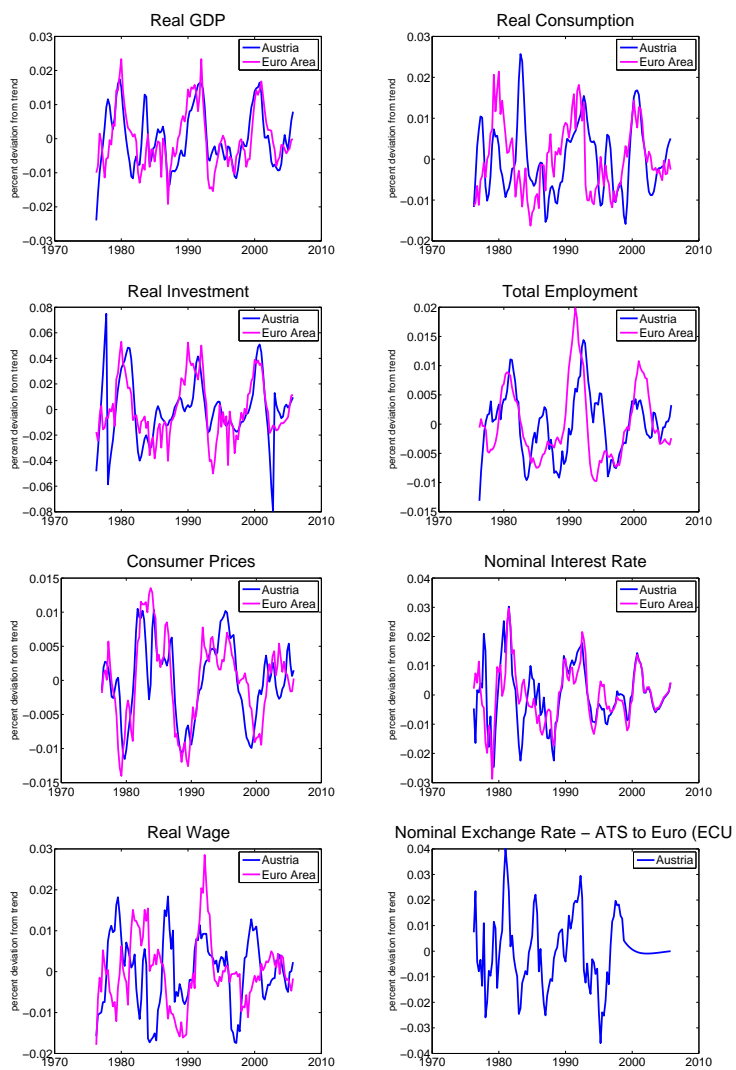 Real GDP
percent deviation from trend
0.03
0.02
0.01
0
−0.01
−0.02
−0.03
1970 1980 1990 2000 2010
Austria
Euro Area
Real Consumption
percent deviation from trend
0.03
0.02
0.01
0
−0.01
−0.02
1970 1980 1990 2000 2010
Austria
Euro Area
Real Investment
percent deviation from trend
0.08
0.06
0.04
0.02
0
−0.02
−0.04
−0.06
−0.08
1970 1980 1990 2000 2010
Austria
Euro Area
Total Employment
percent deviation from trend
0.02
0.015
0.01
0.005
0
−0.005
−0.01
−0.015
1970 1980 1990 2000 2010
Austria
Euro Area
Consumer Prices
percent deviation from trend
0.015
0.01
0.005
0
−0.005
−0.01
−0.015
1970 1980 1990 2000 2010
Austria
Euro Area
Nominal Interest Rate
percent deviation from trend
0.04
0.03
0.02
0.01
0
−0.01
−0.02
−0.03
1970 1980 1990 2000 2010
Austria
Euro Area
Real Wage
percent deviation from trend
0.03
0.02
0.01
0
−0.01
−0.02
1970 1980 1990 2000 2010
Austria
Euro Area
Nominal Exchange Rate − ATS to Euro (ECU
percent deviation from trend
0.04
0.03
0.02
0.01
0
−0.01
−0.02
−0.03
−0.04
1970 1980 1990 2000 2010
Austria